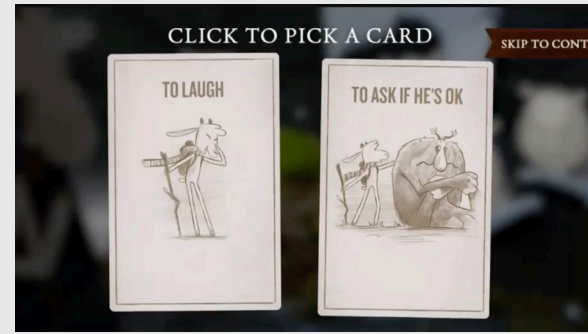 CLICK TO PICK A CARD
SKIP TO CONT
TO LAUGH
TO ASK IF HE'S OK